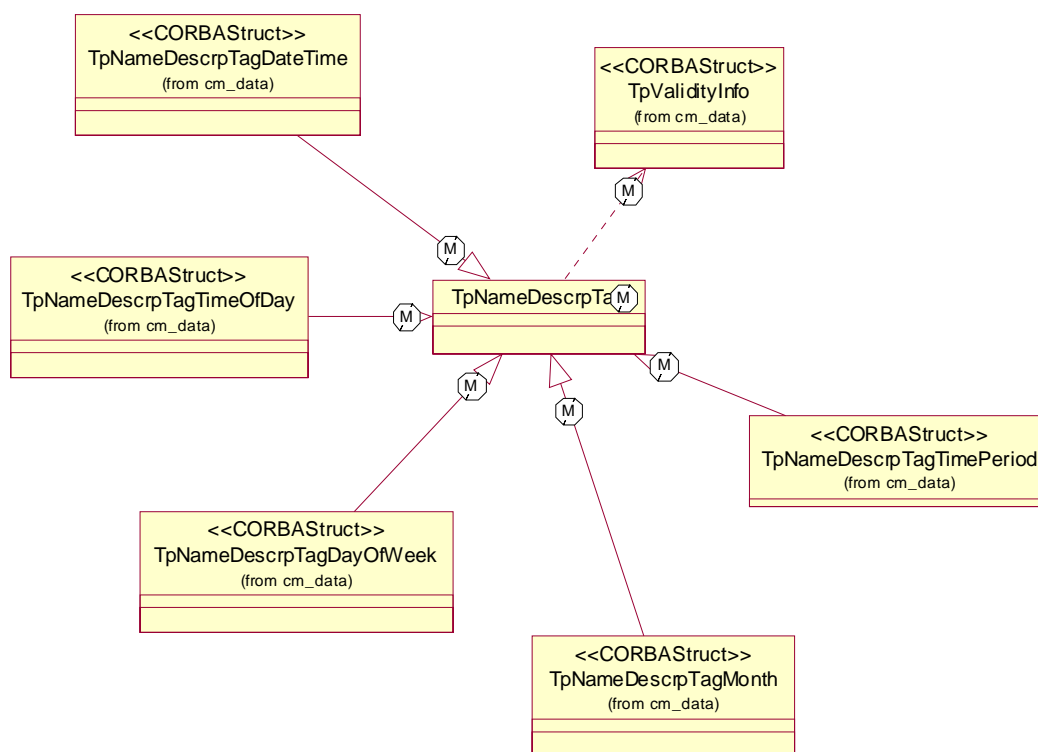 <<CORBAStruct>>
TpNameDescrpTagDateTime
(from cm_data)
<<CORBAStruct>>
TpValidityInfo
(from cm_data)
M
M
<<CORBAStruct>>
TpNameDescrpTagTimeOfDay
(from cm_data)
M
TpNameDescrpTa
M
M
M
M
<<CORBAStruct>>
TpNameDescrpTagTimePeriod
(from cm_data)
<<CORBAStruct>>
TpNameDescrpTagDayOfWeek
(from cm_data)
<<CORBAStruct>>
TpNameDescrpTagMonth
(from cm_data)